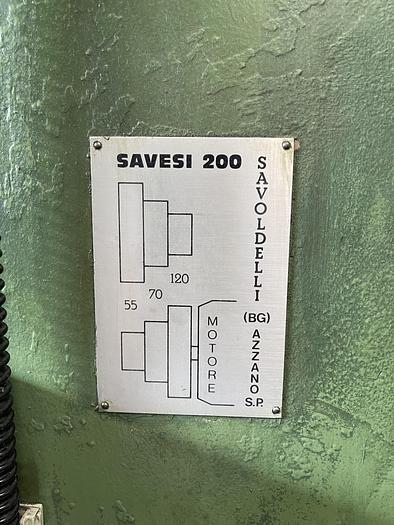 SAVESI 200
SAVOLDELLI
120
70
55
MOTORE
(BG)
AZZANO
S.P.